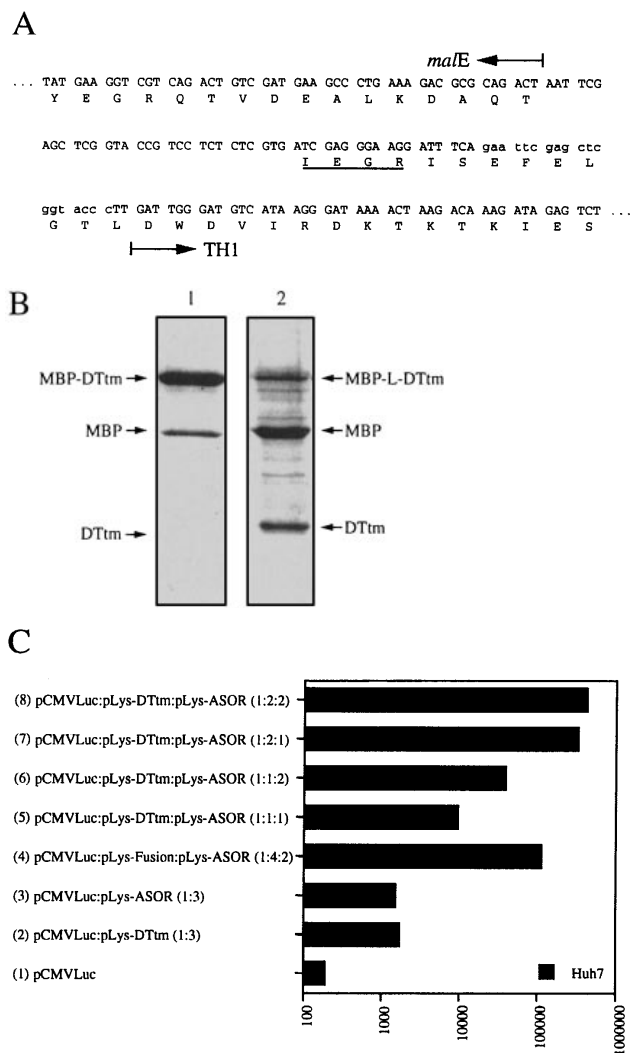 A
malE
... TAT GAA GGT CGT CAG ACT GTC GAT GAA GCC CTG AAA GAC GCG CAG ACT AAT TCG
Y E G R Q T V D E A L K D A Q T
AGC TCG GTA CCG TCC TCT CTC GTG ATC GAG GGA AGG ATT TCA gaa ttc gag ctc
I E G R I S E F E L
ggt acc cTT GAT TGG GAT GTC ATA AGG GAT AAA ACT AAG ACA AAG ATA GAG TCT ...
G T L D W D V I R D K T K T K I E S
TH1
B
1 2
MBP-DTtm MBP-L-DTtm
MBP MBP
DTtm DTtm
C
(8) pCMVLuc:pLys-DTtm:pLys-ASOR (1:2:2)
(7) pCMVLuc:pLys-DTtm:pLys-ASOR (1:2:1)
(6) pCMVLuc:pLys-DTtm:pLys-ASOR (1:1:2)
(5) pCMVLuc:pLys-DTtm:pLys-ASOR (1:1:1)
(4) pCMVLuc:pLys-Fusion:pLys-ASOR (1:4:2)
(3) pCMVLuc:pLys-ASOR (1:3)
(2) pCMVLuc:pLys-DTtm (1:3)
(1) pCMVLuc
Huh7
100 1000 10000 100000 1000000